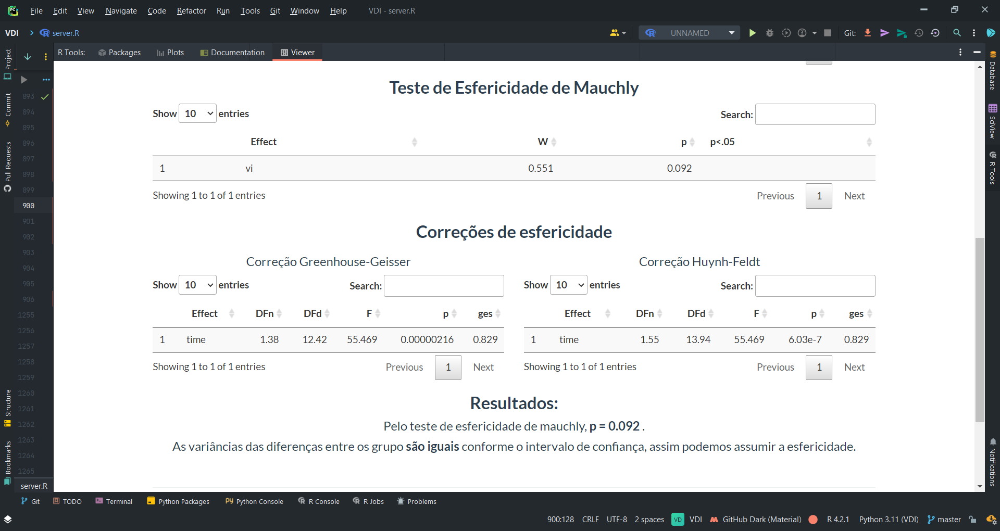 File Edit View Navigate Code Refactor Run Tools Git Window Help VDI - server.R
VDI server.R UNNAMED Git:
R Tools: Packages Plots Documentation Viewer
Project
Commit
Pull Requests
Structure
Bookmarks
893
894
895
896
897
898
899
900
901
902
903
904
905
906
1255
1256
1257
1258
1259
1260
1261
1262
1263
1264
1265
server.R
Teste de Esfericidade de Mauchly
Show 10 entries Search:
Effect W p p<.05
1 vi 0.551 0.092
Showing 1 to 1 of 1 entries Previous 1 Next
Correções de esfericidade
Correção Greenhouse-Geisser
Show 10 entries Search:
Effect DFn DFd F p ges
1 time 1.38 12.42 55.469 0.00000216 0.829
Showing 1 to 1 of 1 entries Previous 1 Next
Correção Huynh-Feldt
Show 10 entries Search:
Effect DFn DFd F p ges
1 time 1.55 13.94 55.469 6.03e-7 0.829
Showing 1 to 1 of 1 entries Previous 1 Next
Resultados:
Pelo teste de esfericidade de mauchly, p = 0.092 .
As variâncias das diferenças entre os grupo são iguais conforme o intervalo de confiança, assim podemos assumir a esfericidade.
Database
SciView
R Tools
Notifications
Git TODO Terminal Python Packages Python Console R Console R Jobs Problems
900:128 CRLF UTF-8 2 spaces VD VDI GitHub Dark (Material) R 4.2.1 Python 3.11 (VDI) master